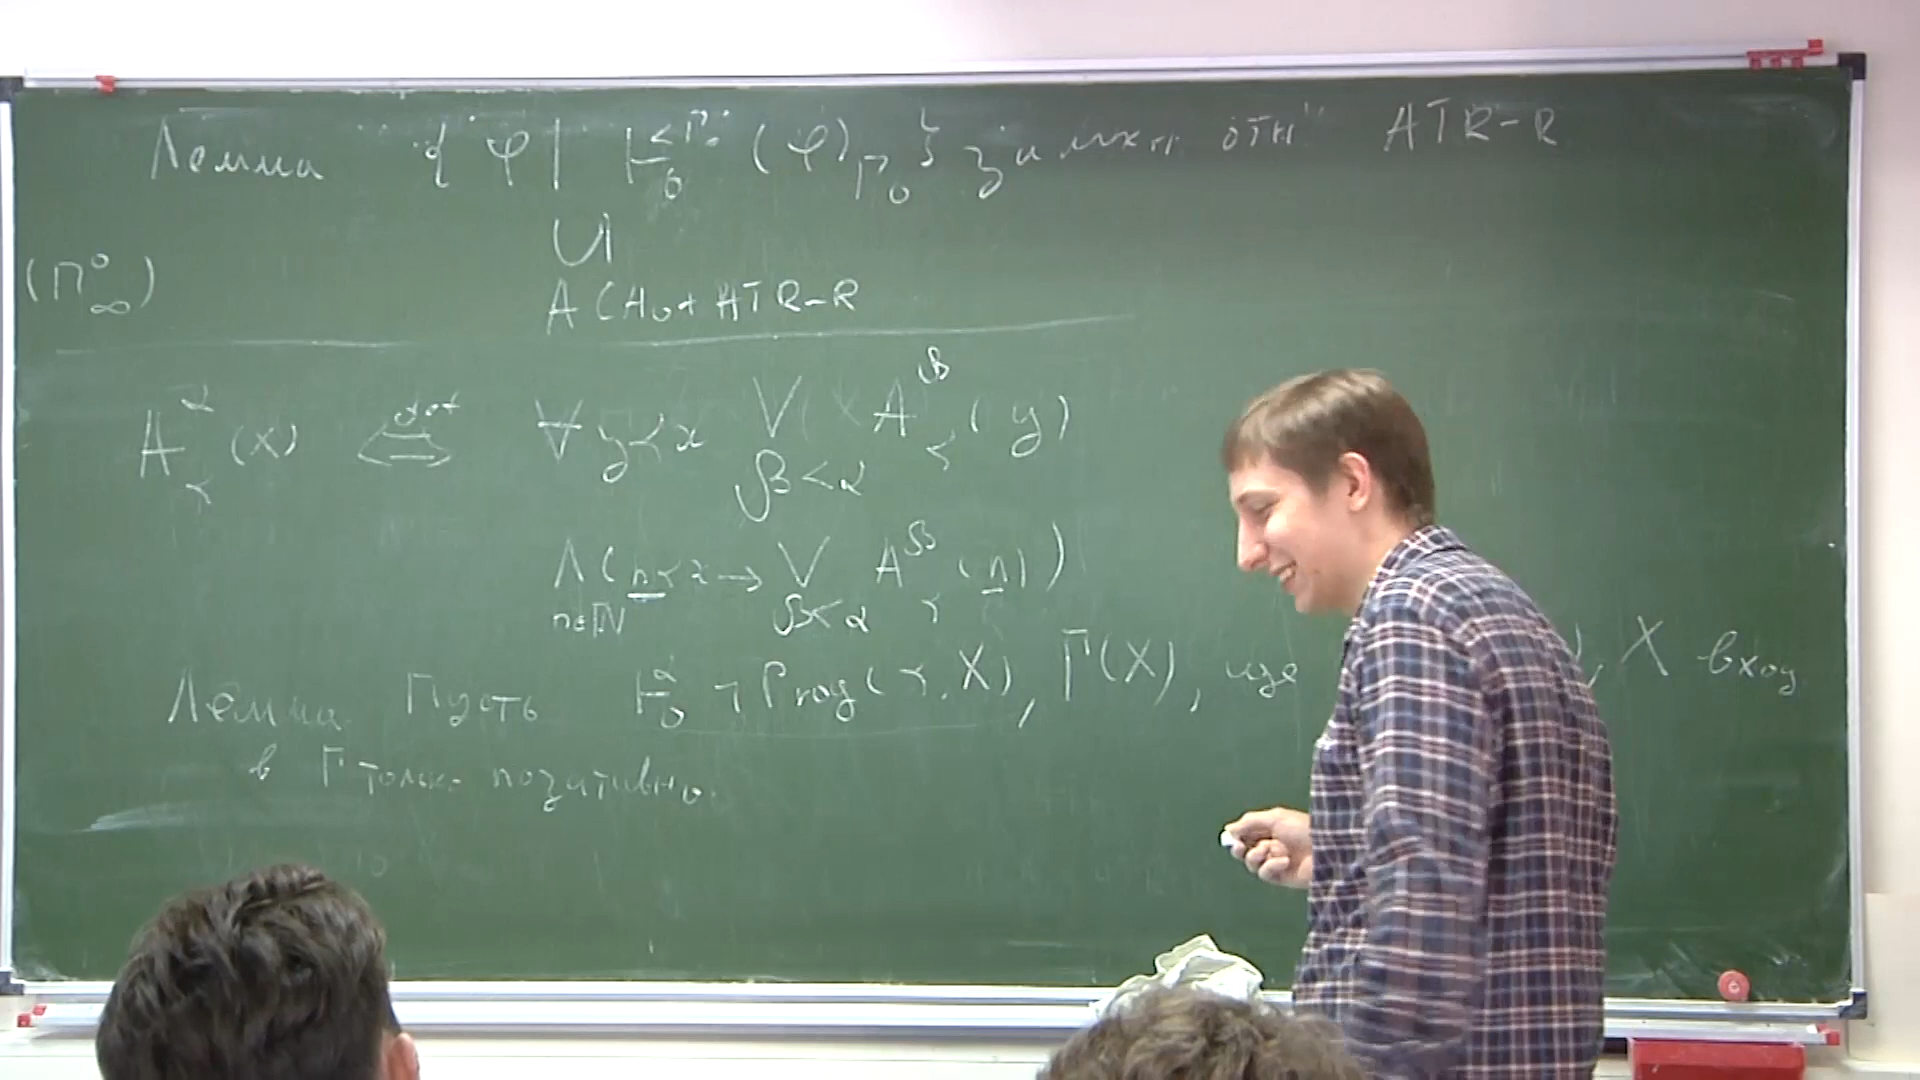 Лемма {φ | ⊢₀^{<Γ₀} (φ)_{Γ₀}} замкн отн ATR-R
∪|
(Π⁰_∞)
ACA₀+ATR-R
A^α_≺(x) ⇔^{def} ∀y≺x ⋁_{β<α} A^β_≺(y)
⋀_{n∈ℕ}(n≺x → ⋁_{β<α} A^β_≺(n))
Лемма Пусть ⊢^α_0 ¬Prog(≺,X), Γ(X), где ), X вход
в Γ только позитивно.